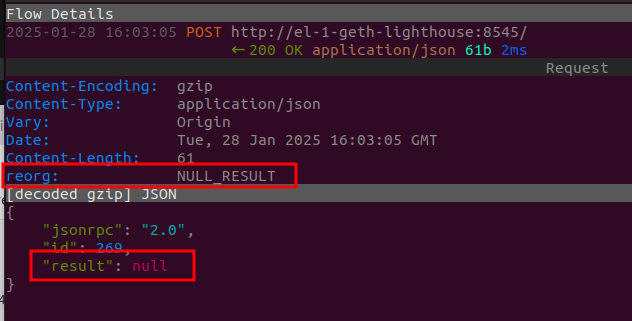 Flow Details
2025-01-28 16:03:05 POST http://el-1-geth-lighthouse:8545/
← 200 OK application/json 61b 2ms
Request
Content-Encoding: gzip
Content-Type: application/json
Vary: Origin
Date: Tue, 28 Jan 2025 16:03:05 GMT
Content-Length: 61
reorg: NULL_RESULT
[decoded gzip] JSON
{
"jsonrpc": "2.0",
"id": 269,
"result": null
}